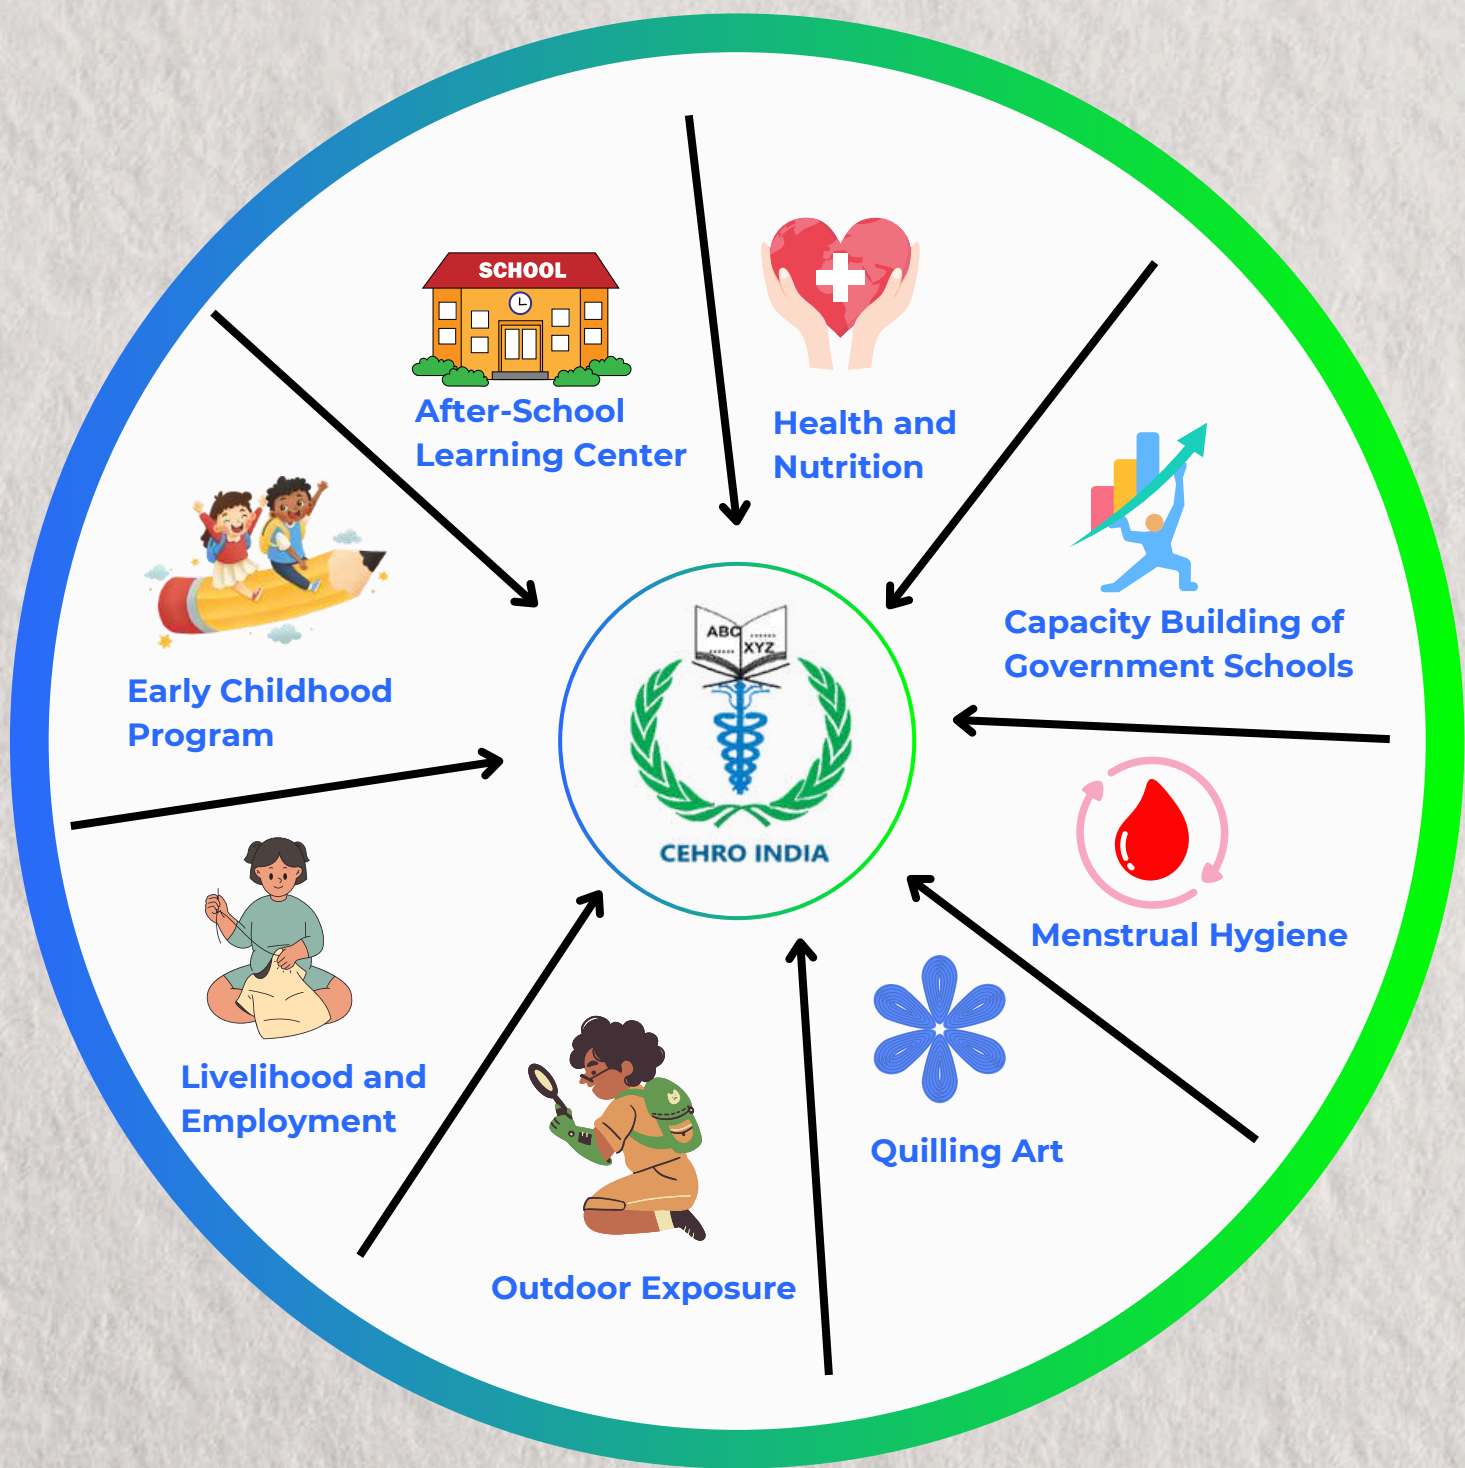 SCHOOL
After-School
Learning Center
Health and
Nutrition
Capacity Building of
Government Schools
Early Childhood
Program
ABC
XYZ
CEHRO INDIA
Menstrual Hygiene
Livelihood and
Employment
Quilling Art
Outdoor Exposure